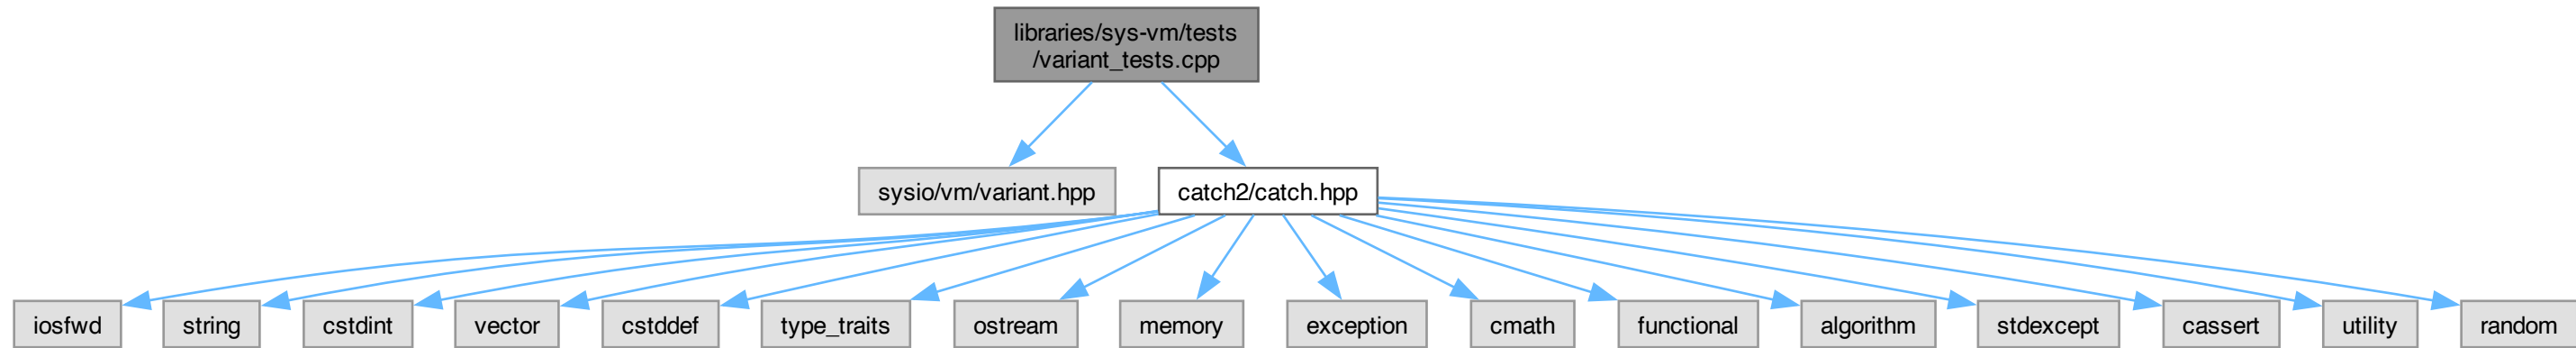 libraries/sys-vm/tests
/variant_tests.cpp
sysio/vm/variant.hpp
catch2/catch.hpp
iosfwd
string
cstdint
vector
cstddef
type_traits
ostream
memory
exception
cmath
functional
algorithm
stdexcept
cassert
utility
random